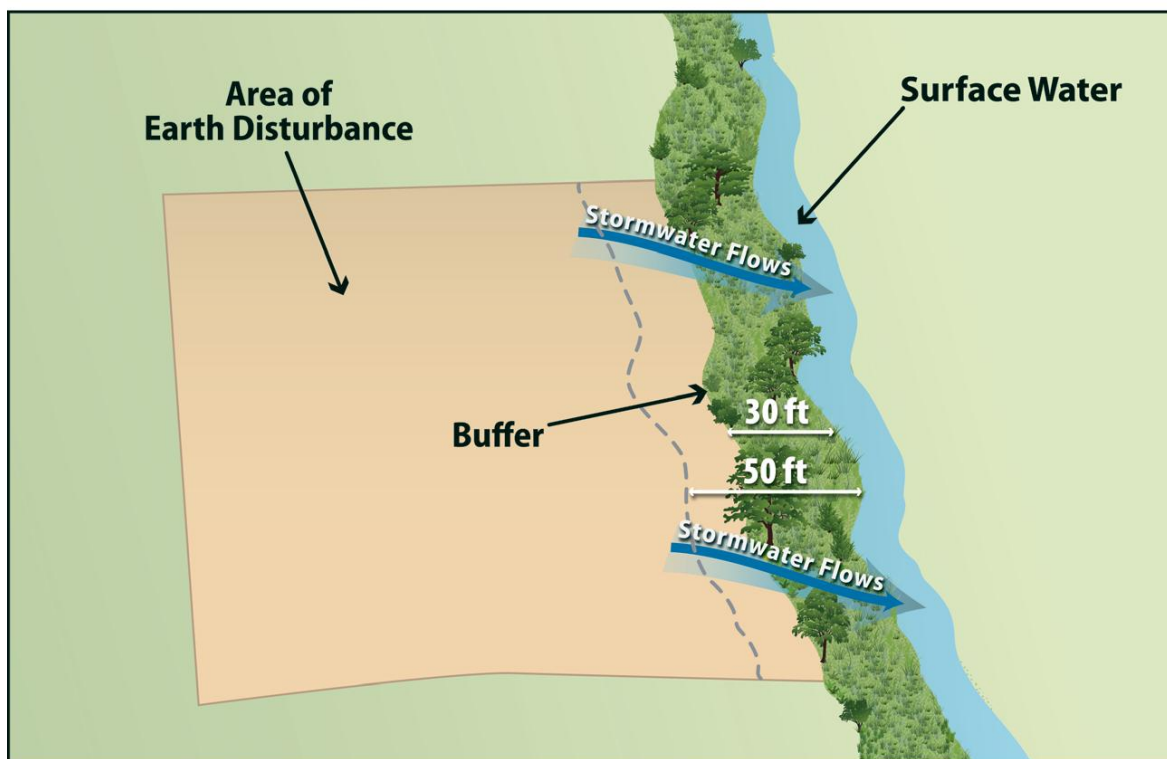 Area of
Earth Disturbance
Surface Water
Stormwater Flows
Buffer
30 ft
50 ft
Stormwater Flows